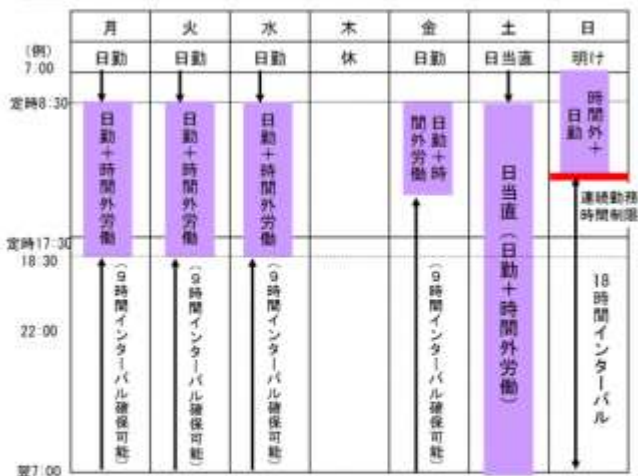 月 火 水 木 金 土 日
(例) 日勤 日勤 日勤 休 日勤 日当直 明け
7:00
定時8:30
日勤＋時間外労働
日勤＋時間外労働
日勤＋時間外労働
日勤＋時
間外労働
日当直（日勤＋時間外労働）
時間外＋
日勤
連続勤務
時間制限
定時17:30
18:30
22:00
翌7:00
（9時間インターバル確保可能）
（9時間インターバル確保可能）
（9時間インターバル確保可能）
（9時間インターバル確保可能）
18時間インターバル